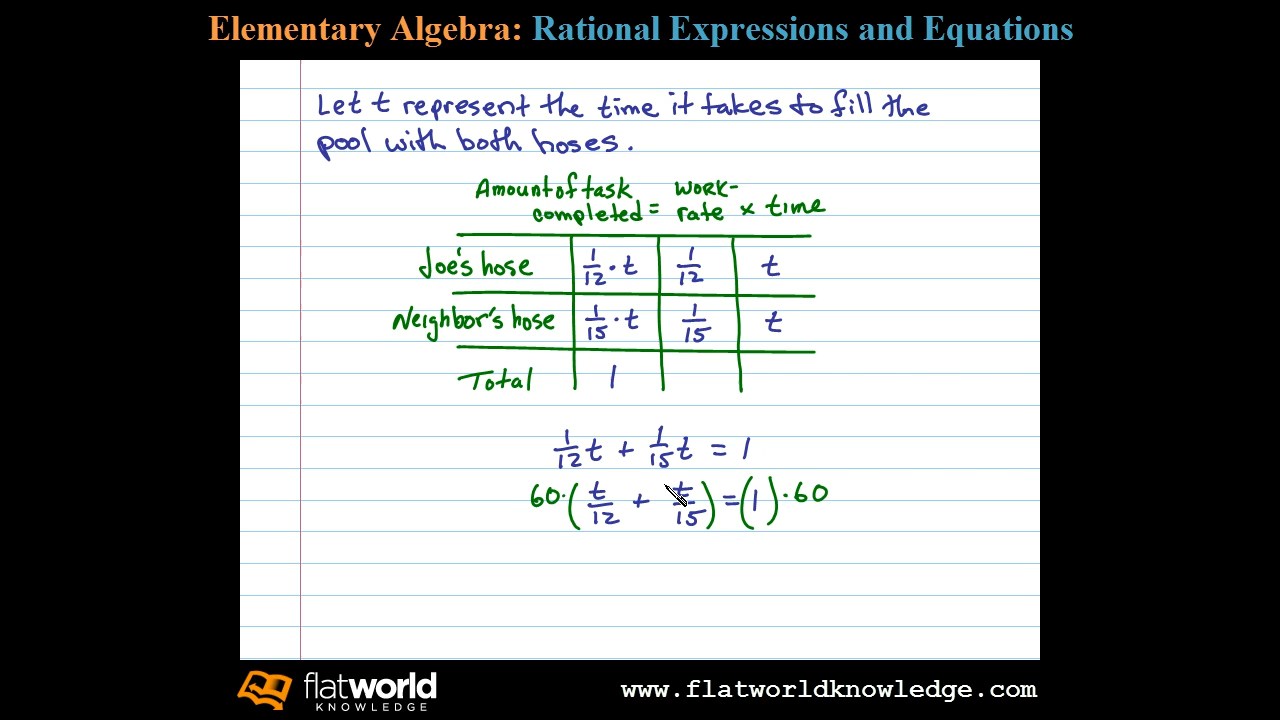 Elementary Algebra: Rational Expressions and Equations
Let t represent the time it takes to fill the
pool with both hoses.
Amount of task completed = work-rate × time
Joe's hose 1/12 · t 1/12 t
Neighbor's hose 1/15 · t 1/15 t
Total 1
1/12 t + 1/15 t = 1
60 · ( t/12 + t/15 ) = ( 1 ) · 60
flatworld
KNOWLEDGE
www.flatworldknowledge.com